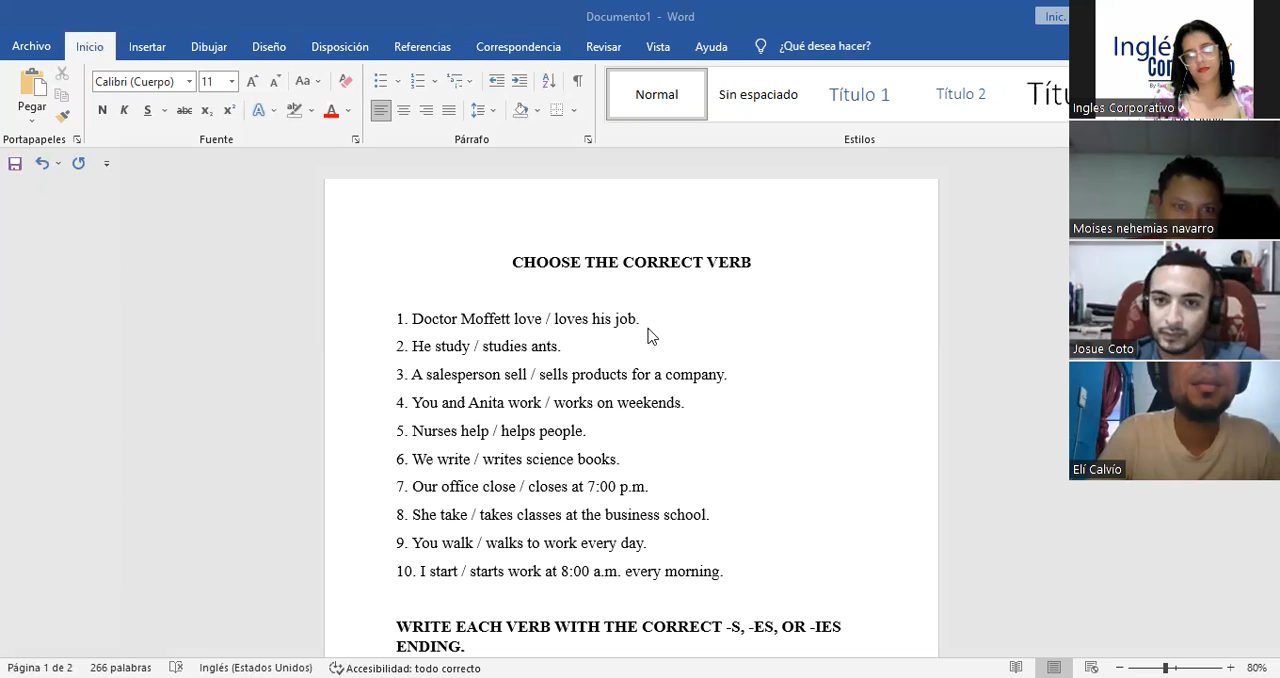 Documento1 - Word
Inic.
Archivo Inicio Insertar Dibujar Diseño Disposición Referencias Correspondencia Revisar Vista Ayuda ¿Qué desea hacer?
Calibri (Cuerpo) 11 Aa
Pegar
N K S abc x₂ x² A A
Normal Sin espaciado Título 1 Título 2
Portapapeles Fuente Párrafo Estilos
CHOOSE THE CORRECT VERB
1. Doctor Moffett love / loves his job.
2. He study / studies ants.
3. A salesperson sell / sells products for a company.
4. You and Anita work / works on weekends.
5. Nurses help / helps people.
6. We write / writes science books.
7. Our office close / closes at 7:00 p.m.
8. She take / takes classes at the business school.
9. You walk / walks to work every day.
10. I start / starts work at 8:00 a.m. every morning.
WRITE EACH VERB WITH THE CORRECT -S, -ES, OR -IES
ENDING.
Página 1 de 2 266 palabras Inglés (Estados Unidos) Accesibilidad: todo correcto 80%
Ingles Corporativo
Moises nehemias navarro
Josue Coto
Elí Calvío